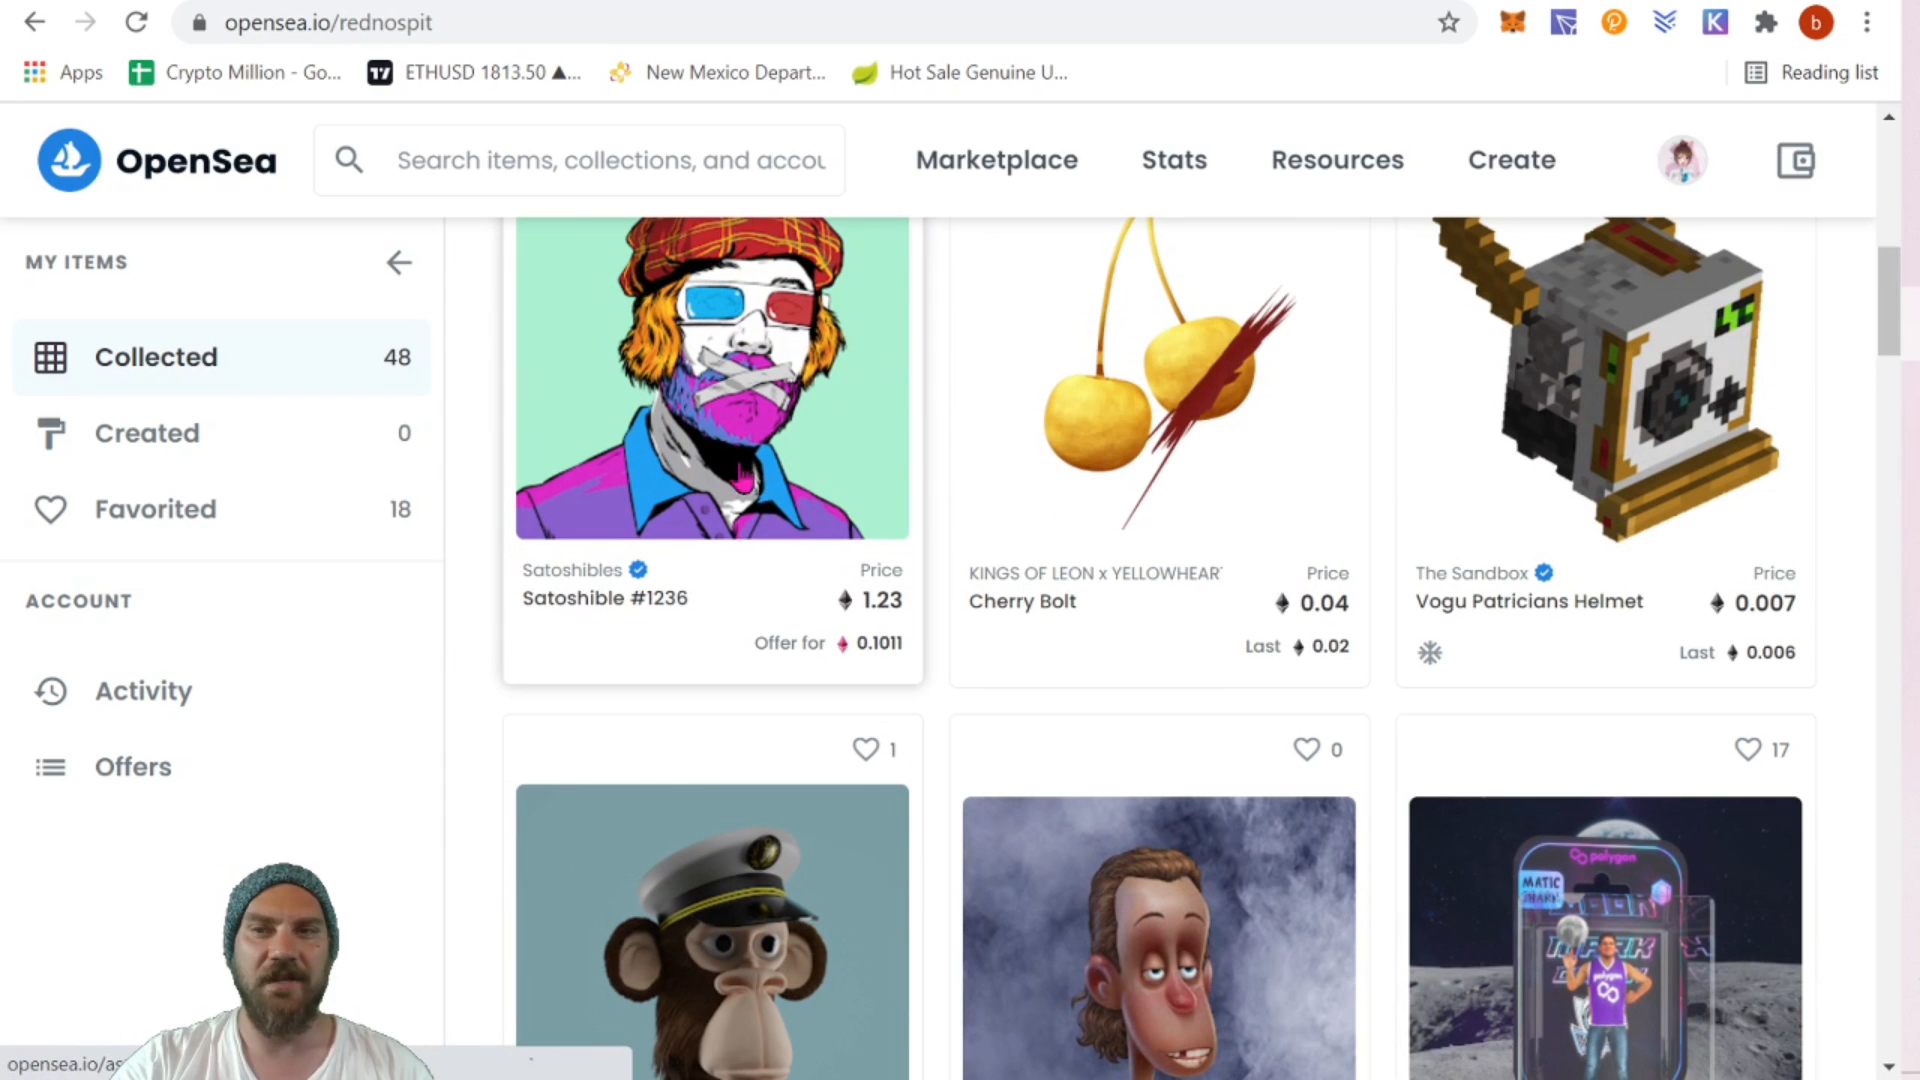 opensea.io/rednospit
b
Apps
Crypto Million - Go...
ETHUSD 1813.50 ▲...
New Mexico Depart...
Hot Sale Genuine U...
Reading list
OpenSea
Search items, collections, and accou
Marketplace
Stats
Resources
Create
MY ITEMS
Collected 48
Created 0
Favorited 18
ACCOUNT
Activity
Offers
Satoshibles Price
Satoshible #1236 1.23
Offer for 0.1011
KINGS OF LEON x YELLOWHEAR
Price
Cherry Bolt 0.04
Last 0.02
The Sandbox Price
Vogu Patricians Helmet 0.007
Last 0.006
1
0
17
polygon
MATIC
polygon
opensea.io/as